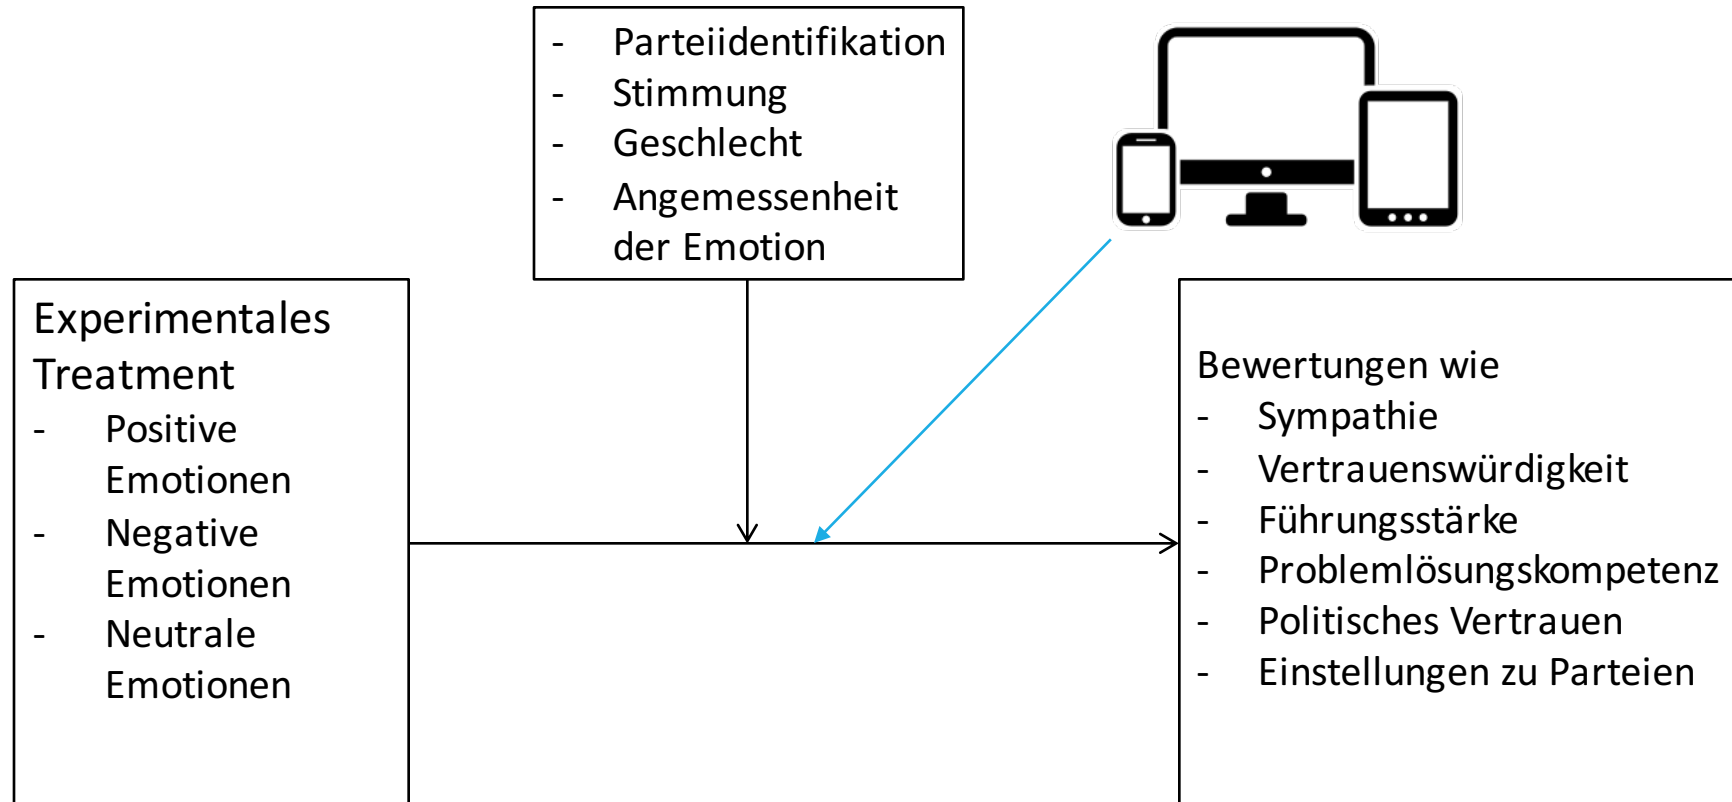 - Parteiidentifikation
- Stimmung
- Geschlecht
- Angemessenheit
der Emotion
Experimentales
Treatment
- Positive
Emotionen
- Negative
Emotionen
- Neutrale
Emotionen
Bewertungen wie
- Sympathie
- Vertrauenswürdigkeit
- Führungsstärke
- Problemlösungskompetenz
- Politisches Vertrauen
- Einstellungen zu Parteien